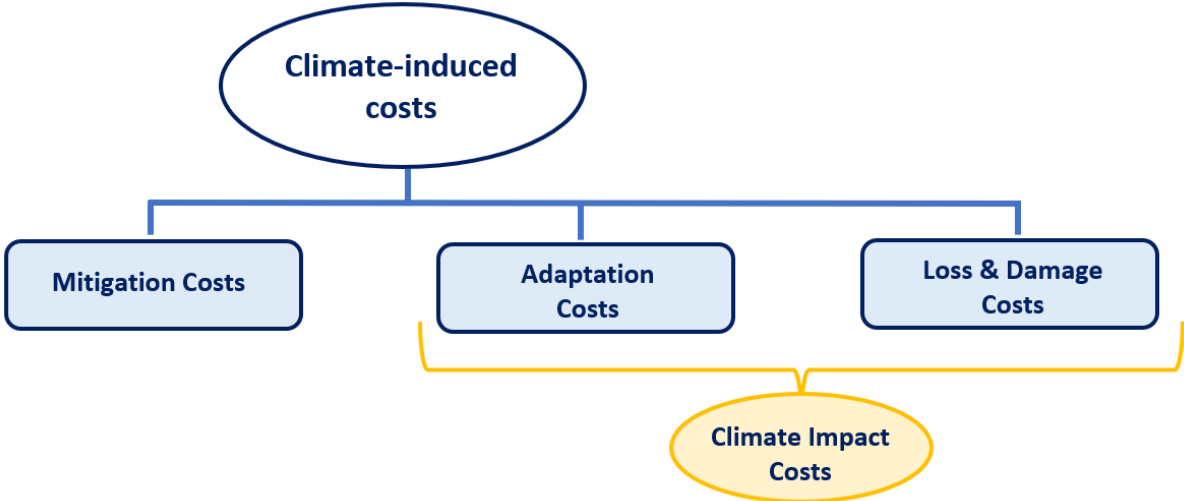 Climate-induced
costs
Mitigation Costs
Adaptation
Costs
Loss & Damage
Costs
Climate Impact
Costs